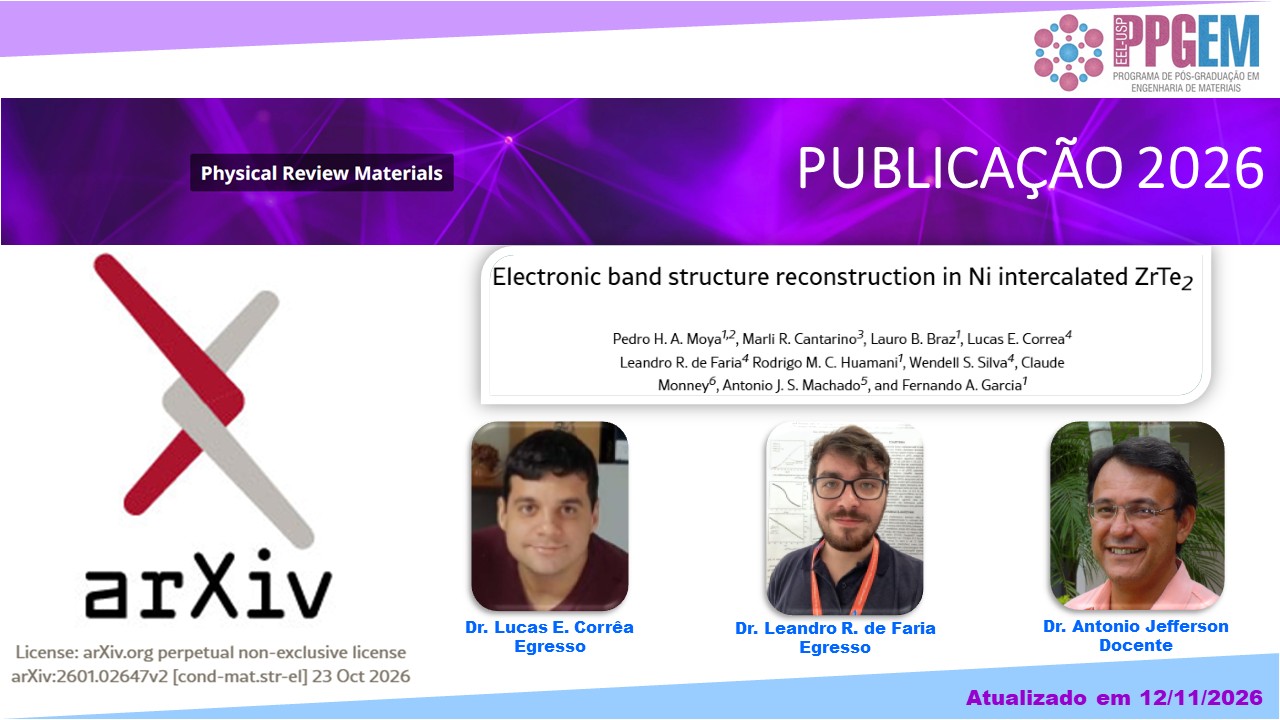 EEL-USP
PPGEM
PROGRAMA DE PÓS-GRADUAÇÃO EM
ENGENHARIA DE MATERIAIS
Physical Review Materials
PUBLICAÇÃO 2026
Electronic band structure reconstruction in Ni intercalated ZrTe2
Pedro H. A. Moya1,2, Marli R. Cantarino3, Lauro B. Braz1, Lucas E. Correa4
Leandro R. de Faria4 Rodrigo M. C. Huamani1, Wendell S. Silva4, Claude
Monney6, Antonio J. S. Machado5, and Fernando A. Garcia1
arXiv
License: arXiv.org perpetual non-exclusive license
arXiv:2601.02647v2 [cond-mat.str-el] 23 Oct 2026
Dr. Lucas E. Corrêa
Egresso
Dr. Leandro R. de Faria
Egresso
Dr. Antonio Jefferson
Docente
Atualizado em 12/11/2026